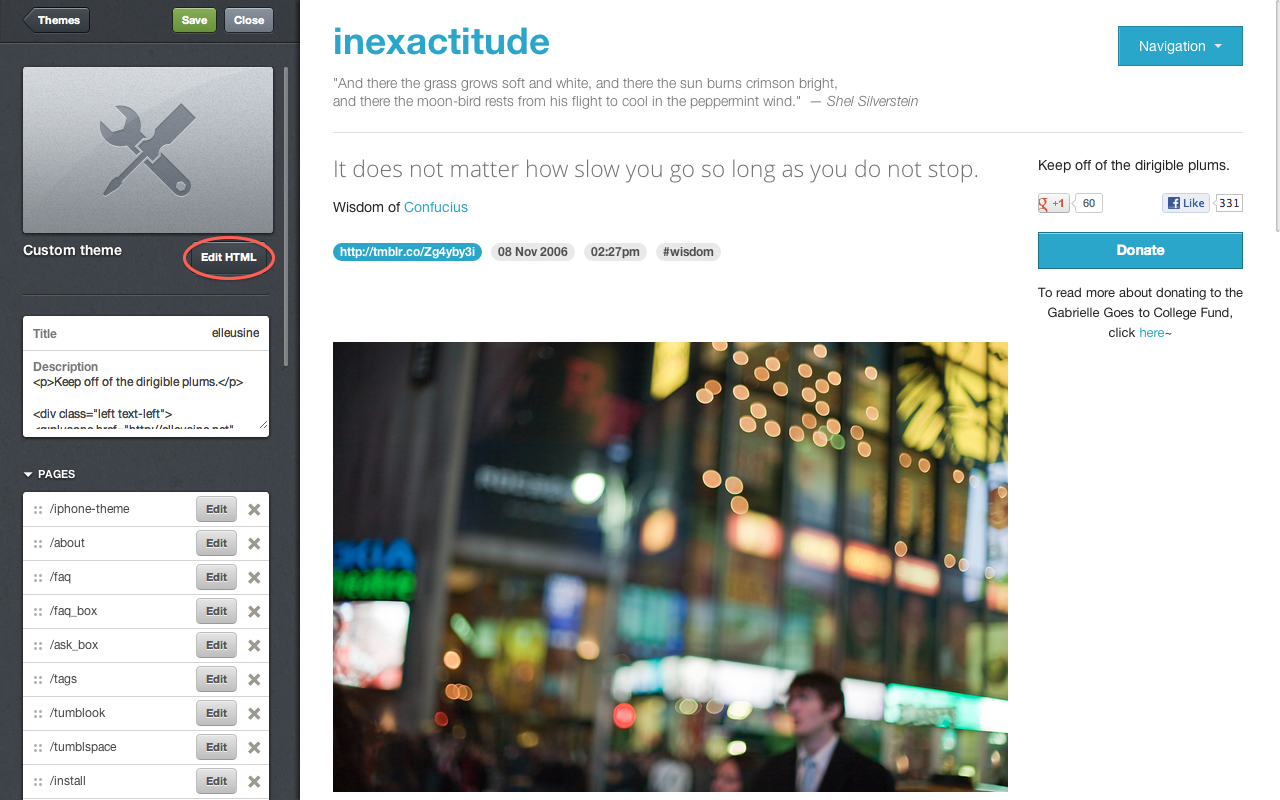 Themes
Save
Close
Custom theme
Edit HTML
Title
elleusine
Description
<p>Keep off of the dirigible plums.</p>
<div class="left text-left">
PAGES
/iphone-theme
Edit
/about
Edit
/faq
Edit
/faq_box
Edit
/ask_box
Edit
/tags
Edit
/tumblook
Edit
/tumblspace
Edit
/install
Edit
inexactitude
Navigation
"And there the grass grows soft and white, and there the sun burns crimson bright,
and there the moon-bird rests from his flight to cool in the peppermint wind." — Shel Silverstein
It does not matter how slow you go so long as you do not stop.
Wisdom of Confucius
http://tmblr.co/Zg4yby3i
08 Nov 2006
02:27pm
#wisdom
Keep off of the dirigible plums.
+1
60
Like
331
Donate
To read more about donating to the
Gabrielle Goes to College Fund,
click here~